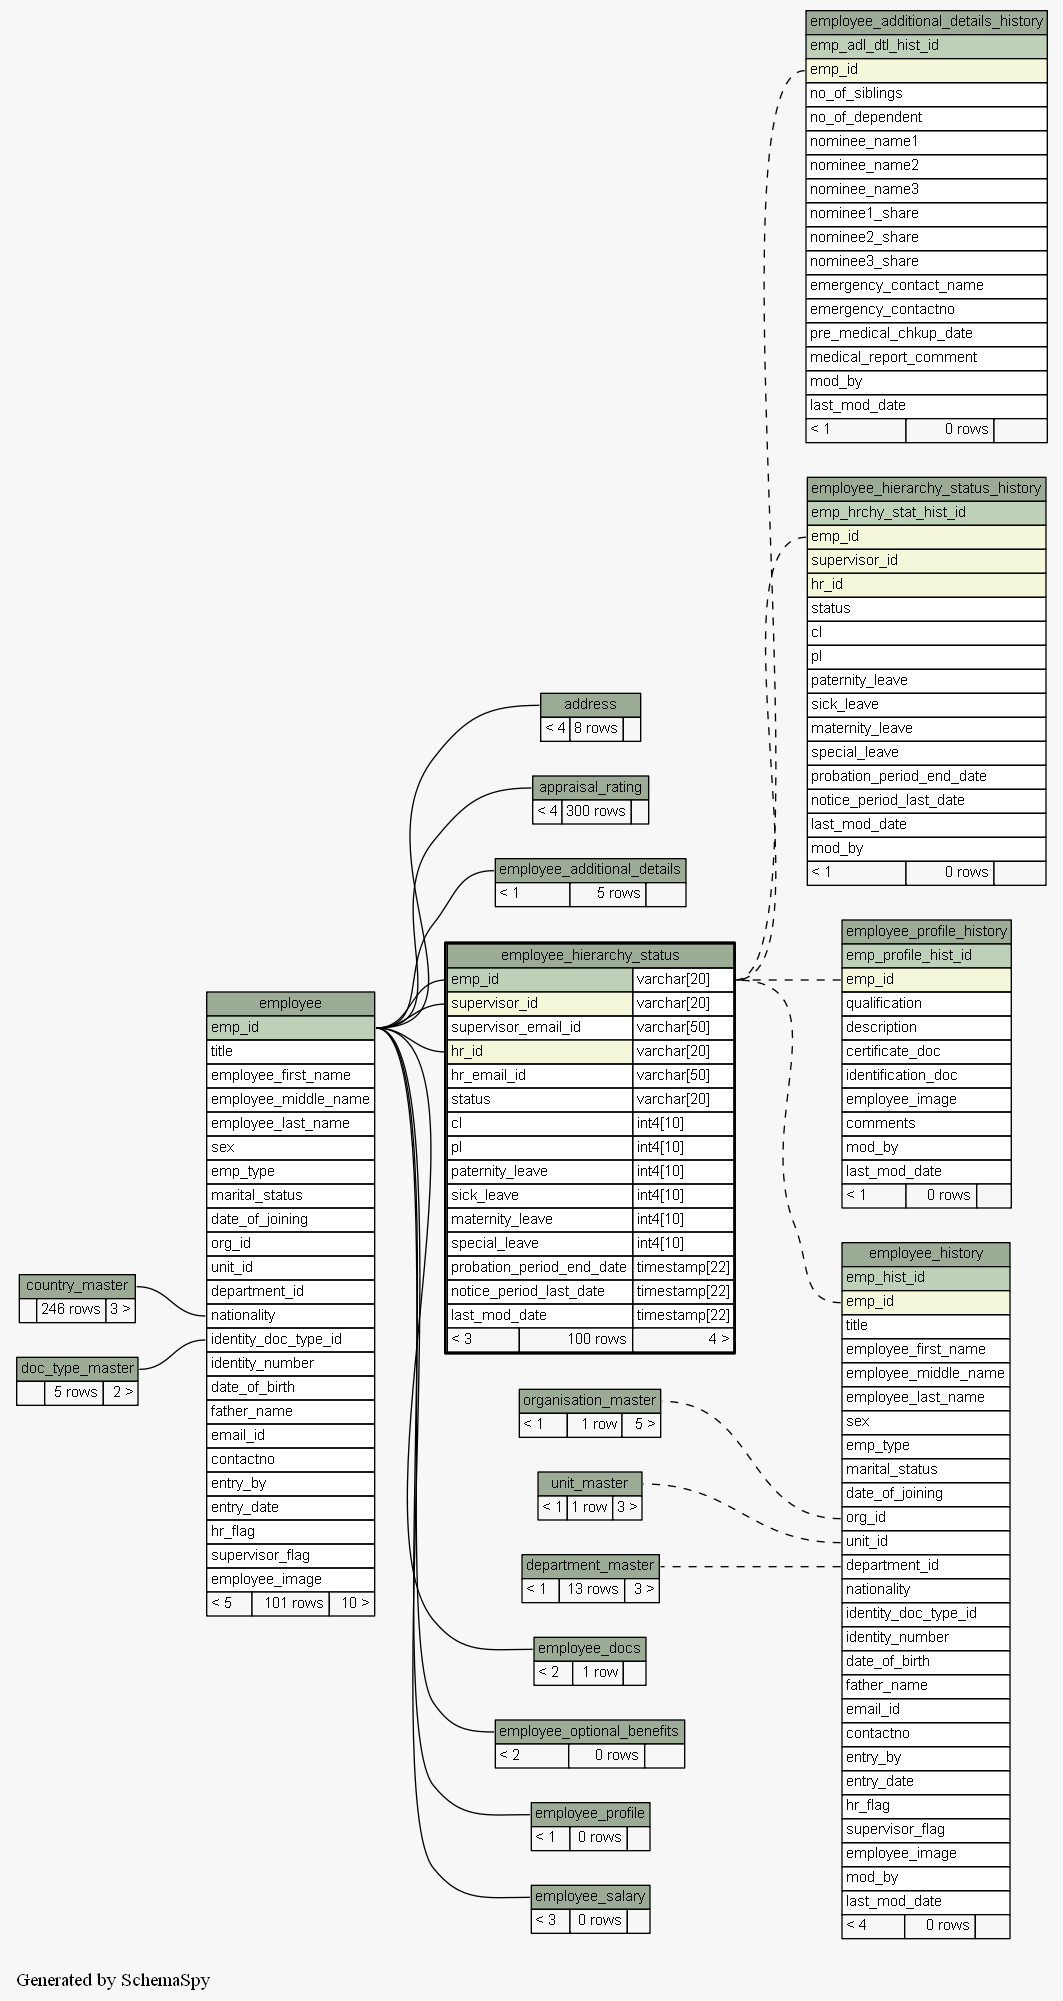 employee_additional_details_history
emp_adl_dtl_hist_id
emp_id
no_of_siblings
no_of_dependent
nominee_name1
nominee_name2
nominee_name3
nominee1_share
nominee2_share
nominee3_share
emergency_contact_name
emergency_contactno
pre_medical_chkup_date
medical_report_comment
mod_by
last_mod_date
< 1 0 rows
employee_hierarchy_status_history
emp_hrchy_stat_hist_id
emp_id
supervisor_id
hr_id
status
cl
pl
paternity_leave
sick_leave
maternity_leave
special_leave
probation_period_end_date
notice_period_last_date
last_mod_date
mod_by
< 1 0 rows
address
< 4 8 rows
appraisal_rating
< 4 300 rows
employee_additional_details
< 1 5 rows
employee_hierarchy_status
emp_id varchar[20]
supervisor_id varchar[20]
supervisor_email_id varchar[50]
hr_id varchar[20]
hr_email_id varchar[50]
status varchar[20]
cl int4[10]
pl int4[10]
paternity_leave int4[10]
sick_leave int4[10]
maternity_leave int4[10]
special_leave int4[10]
probation_period_end_date timestamp[22]
notice_period_last_date timestamp[22]
last_mod_date timestamp[22]
< 3 100 rows 4 >
employee_profile_history
emp_profile_hist_id
emp_id
qualification
description
certificate_doc
identification_doc
employee_image
comments
mod_by
last_mod_date
< 1 0 rows
employee
emp_id
title
employee_first_name
employee_middle_name
employee_last_name
sex
emp_type
marital_status
date_of_joining
org_id
unit_id
department_id
nationality
identity_doc_type_id
identity_number
date_of_birth
father_name
email_id
contactno
entry_by
entry_date
hr_flag
supervisor_flag
employee_image
< 5 101 rows 10 >
country_master
246 rows 3 >
doc_type_master
5 rows 2 >
employee_history
emp_hist_id
emp_id
title
employee_first_name
employee_middle_name
employee_last_name
sex
emp_type
marital_status
date_of_joining
org_id
unit_id
department_id
nationality
identity_doc_type_id
identity_number
date_of_birth
father_name
email_id
contactno
entry_by
entry_date
hr_flag
supervisor_flag
employee_image
mod_by
last_mod_date
< 4 0 rows
organisation_master
< 1 1 row 5 >
unit_master
< 1 1 row 3 >
department_master
< 1 13 rows 3 >
employee_docs
< 2 1 row
employee_optional_benefits
< 2 0 rows
employee_profile
< 1 0 rows
employee_salary
< 3 0 rows
Generated by SchemaSpy